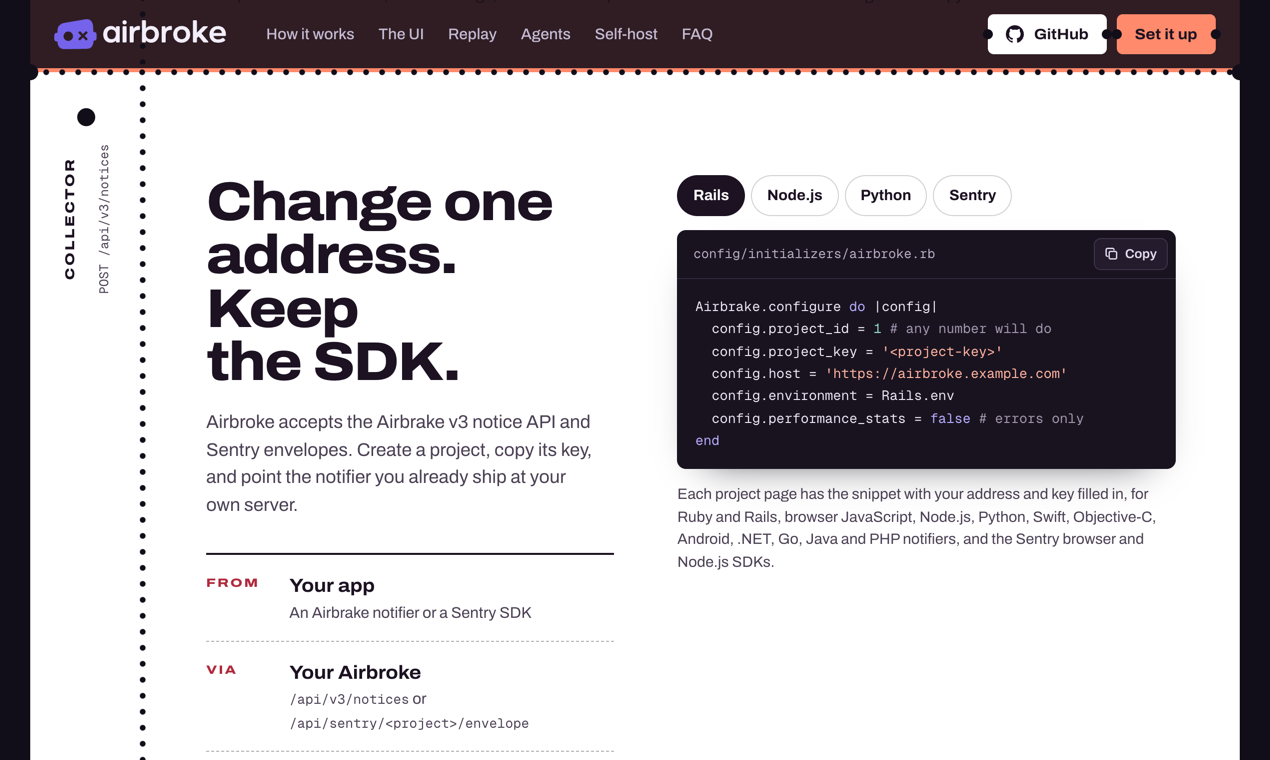 airbroke
How it works
The UI
Replay
Agents
Self-host
FAQ
GitHub
Set it up
COLLECTOR
POST /api/v3/notices
Change one
address.
Keep
the SDK.
Airbroke accepts the Airbrake v3 notice API and
Sentry envelopes. Create a project, copy its key,
and point the notifier you already ship at your
own server.
FROM
Your app
An Airbrake notifier or a Sentry SDK
VIA
Your Airbroke
/api/v3/notices or
/api/sentry/<project>/envelope
Rails
Node.js
Python
Sentry
config/initializers/airbroke.rb
Copy
Airbrake.configure do |config|
  config.project_id = 1 # any number will do
  config.project_key = '<project-key>'
  config.host = 'https://airbroke.example.com'
  config.environment = Rails.env
  config.performance_stats = false # errors only
end
Each project page has the snippet with your address and key filled in, for
Ruby and Rails, browser JavaScript, Node.js, Python, Swift, Objective-C,
Android, .NET, Go, Java and PHP notifiers, and the Sentry browser and
Node.js SDKs.